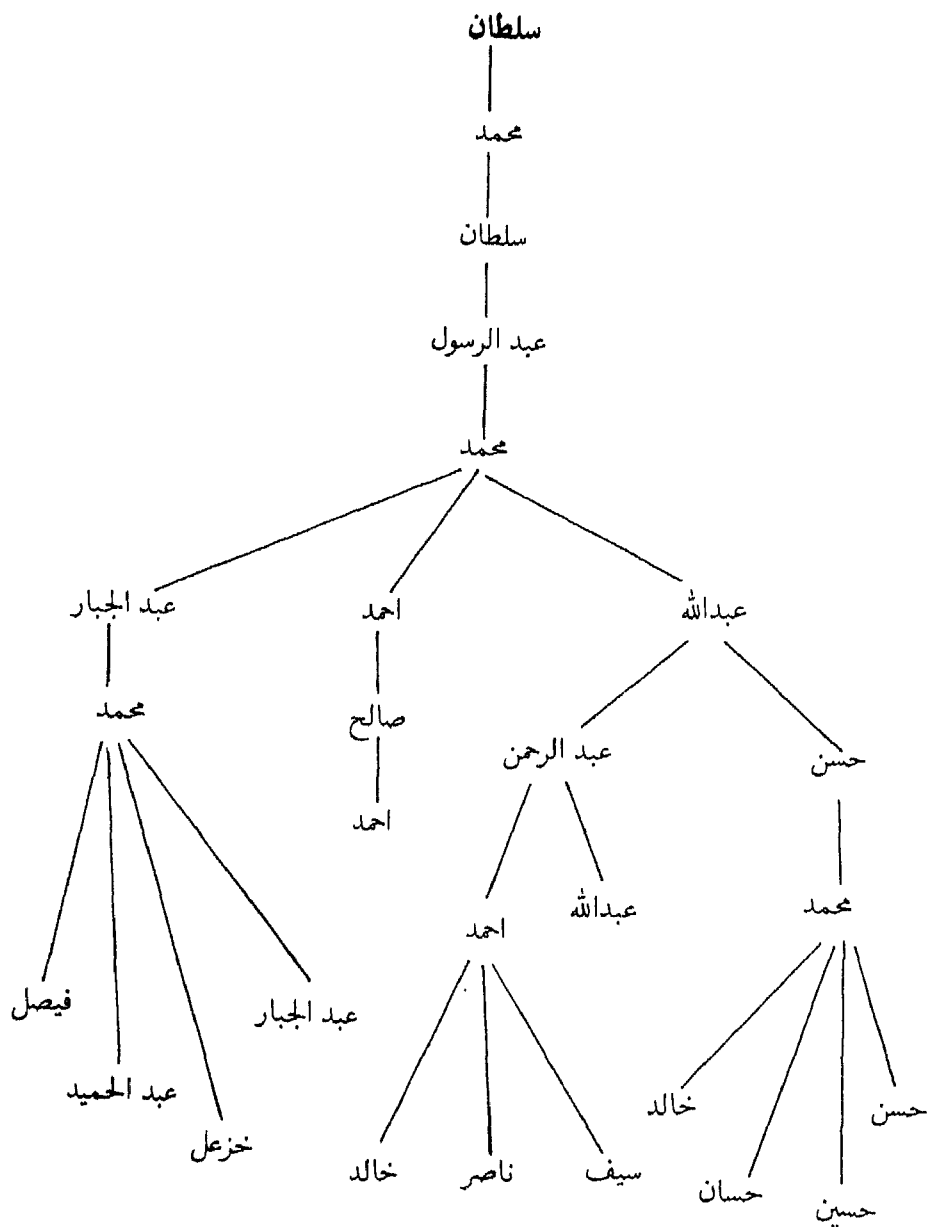 سلطان
محمد
سلطان
عبد الرسول
محمد
عبدالله احمد عبد الجبار
محمد
صالح
حسن عبد الرحمن
احمد
محمد عبدالله احمد
عبد الجبار فيصل
عبد الحميد
حسن خالد
خزعل
سيف ناصر خالد
حسان
حسين